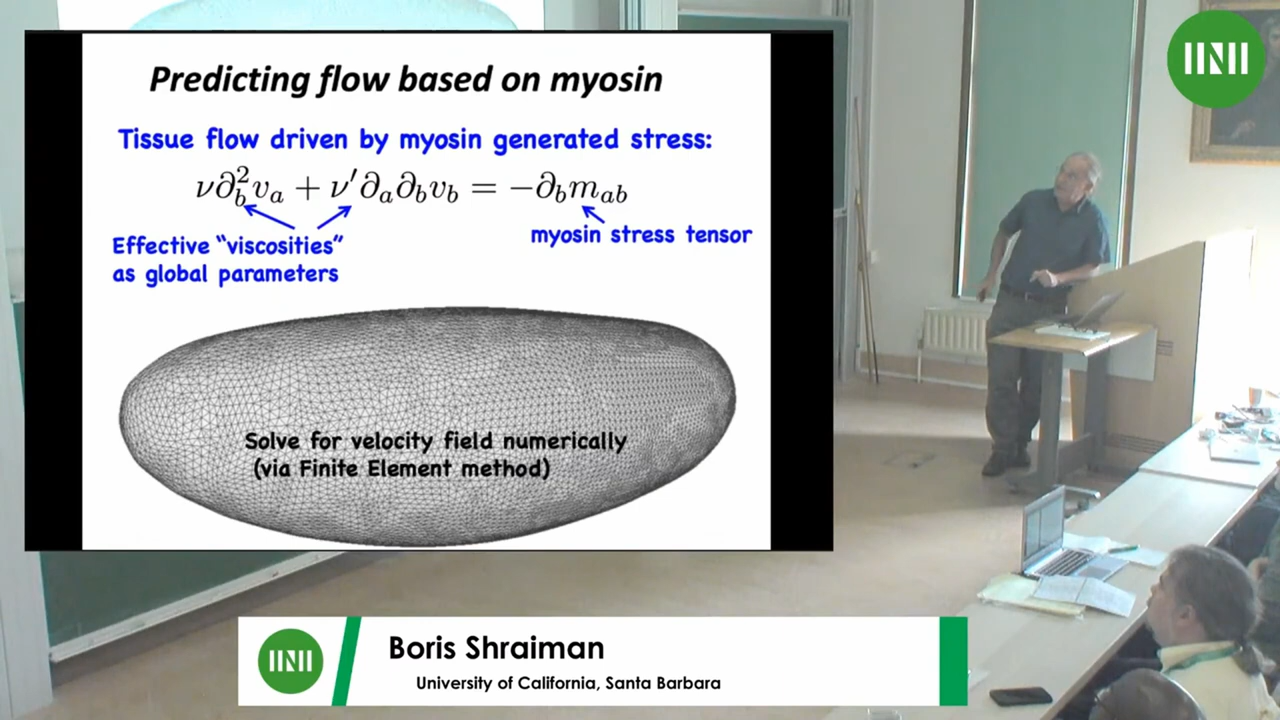 Predicting flow based on myosin
Tissue flow driven by myosin generated stress:
ν∂²_b v_a + ν′∂_a∂_b v_b = −∂_b m_ab
Effective “viscosities”
as global parameters
myosin stress tensor
Solve for velocity field numerically
(via Finite Element method)
Boris Shraiman
University of California, Santa Barbara